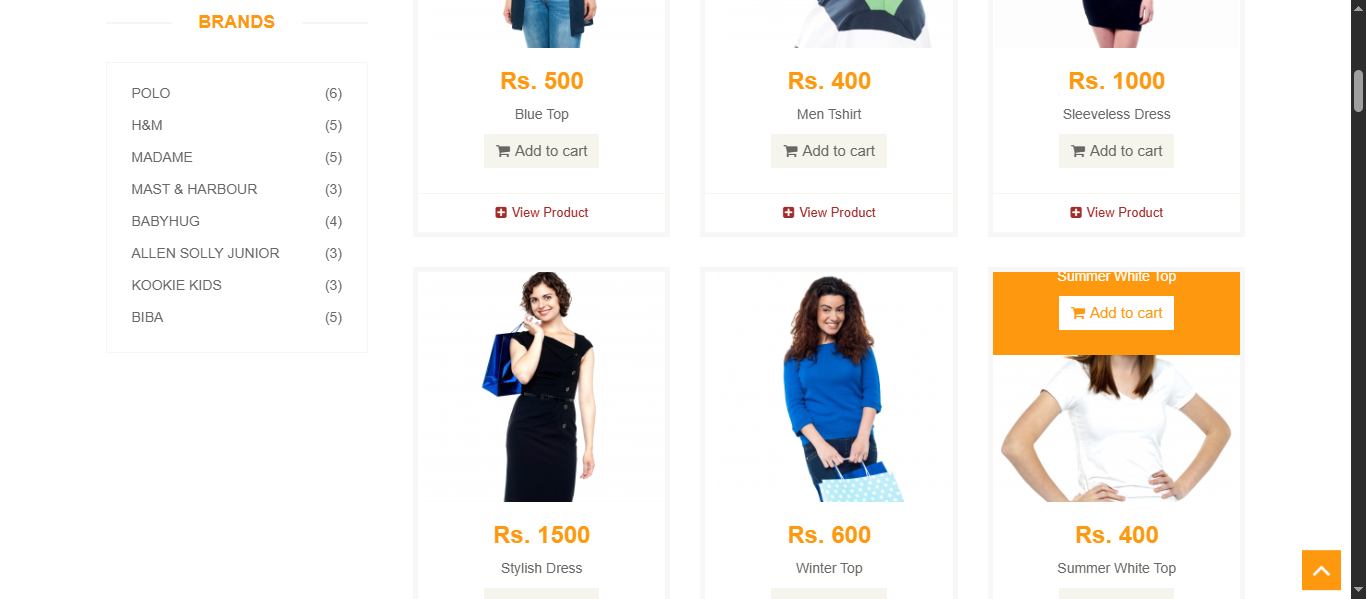 BRANDS
POLO (6)
H&M (5)
MADAME (5)
MAST & HARBOUR (3)
BABYHUG (4)
ALLEN SOLLY JUNIOR (3)
KOOKIE KIDS (3)
BIBA (5)
Rs. 500
Blue Top
Add to cart
View Product
Rs. 400
Men Tshirt
Add to cart
View Product
Rs. 1000
Sleeveless Dress
Add to cart
View Product
Rs. 1500
Stylish Dress
Rs. 600
Winter Top
Summer White Top
Add to cart
Rs. 400
Summer White Top